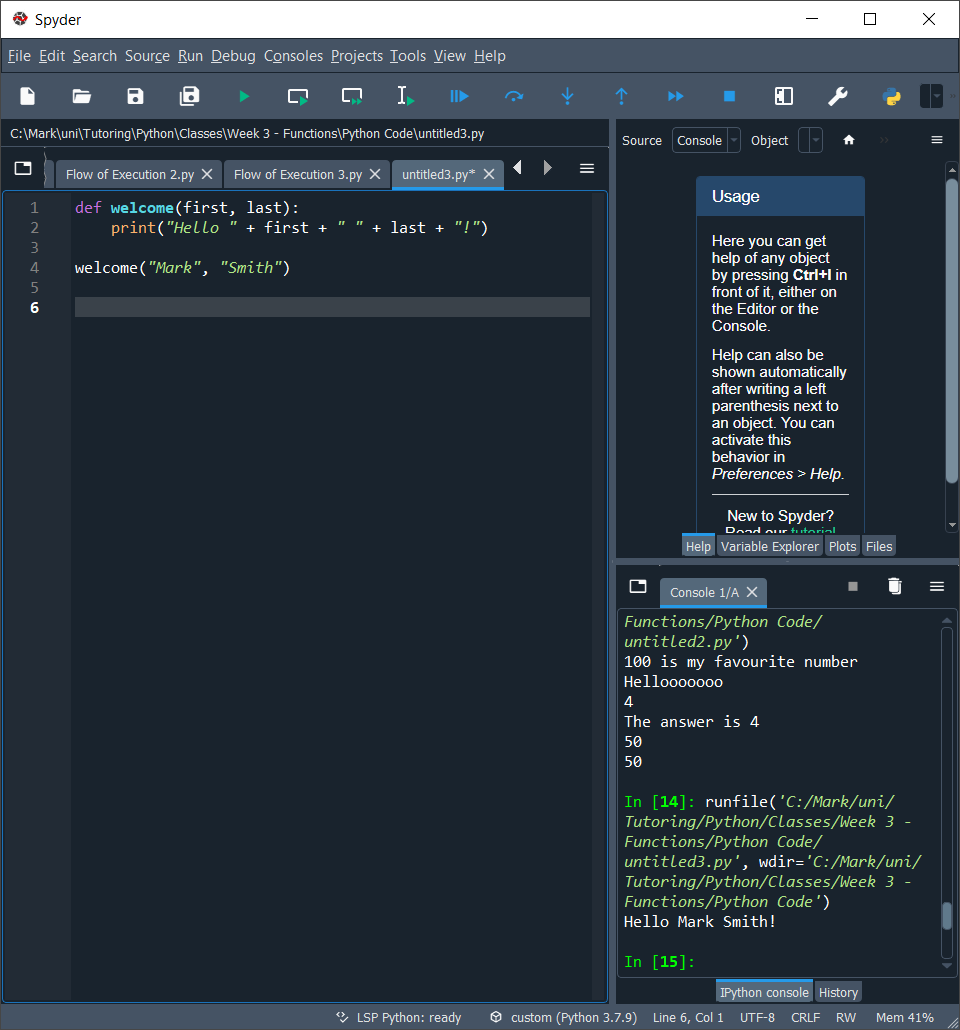 Spyder
File Edit Search Source Run Debug Consoles Projects Tools View Help
C:\Mark\uni\Tutoring\Python\Classes\Week 3 - Functions\Python Code\untitled3.py
Flow of Execution 2.py
Flow of Execution 3.py
untitled3.py*
1 def welcome(first, last):
2     print("Hello " + first + " " + last + "!")
3
4 welcome("Mark", "Smith")
5
6
Source Console Object
Usage
Here you can get
help of any object
by pressing Ctrl+I in
front of it, either on
the Editor or the
Console.
Help can also be
shown automatically
after writing a left
parenthesis next to
an object. You can
activate this
behavior in
Preferences > Help.
New to Spyder?
Read our tutorial
Help Variable Explorer Plots Files
Console 1/A
Functions/Python Code/
untitled2.py')
100 is my favourite number
Hellooooooo
4
The answer is 4
50
50
In [14]: runfile('C:/Mark/uni/
Tutoring/Python/Classes/Week 3 -
Functions/Python Code/
untitled3.py', wdir='C:/Mark/uni/
Tutoring/Python/Classes/Week 3 -
Functions/Python Code')
Hello Mark Smith!
In [15]:
IPython console History
LSP Python: ready custom (Python 3.7.9) Line 6, Col 1 UTF-8 CRLF RW Mem 41%